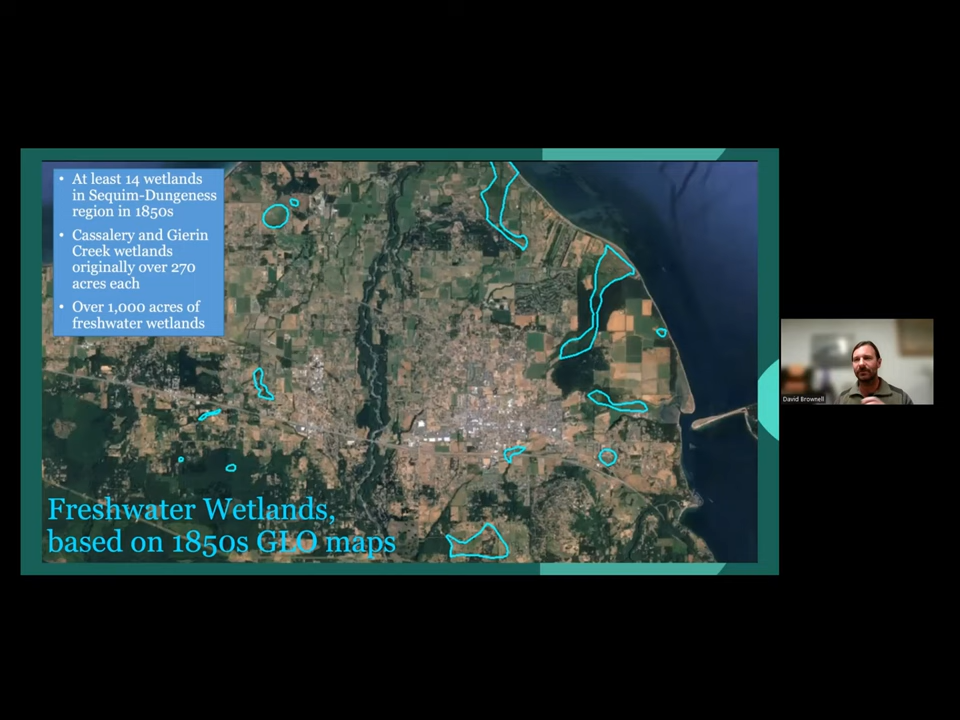 • At least 14 wetlands
in Sequim-Dungeness
region in 1850s
• Cassalery and Gierin
Creek wetlands
originally over 270
acres each
• Over 1,000 acres of
freshwater wetlands
Freshwater Wetlands,
based on 1850s GLO maps
David Brownell